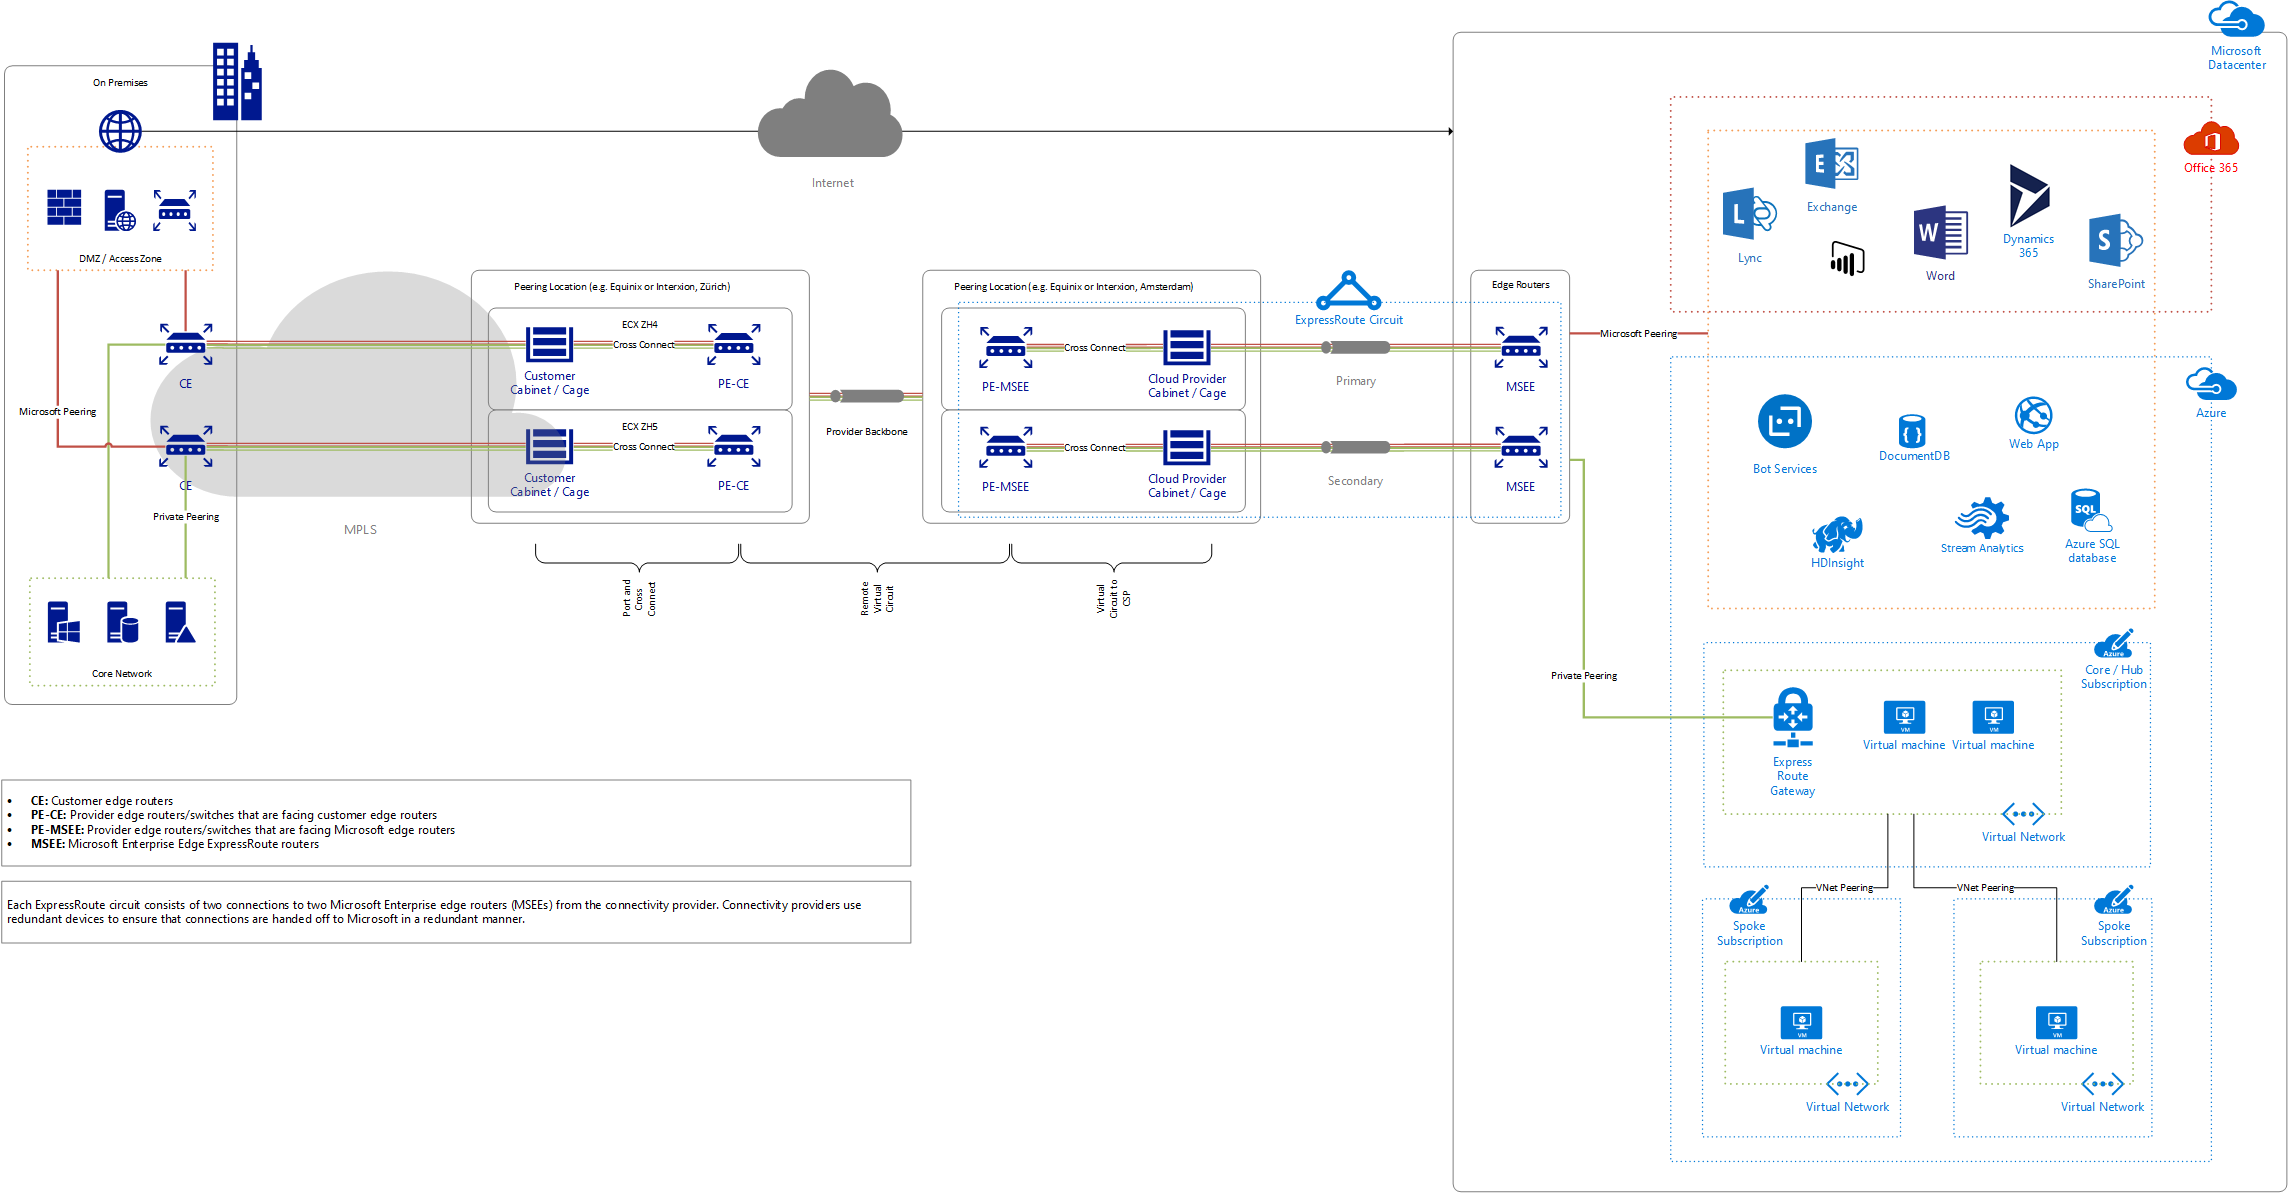 Microsoft
Datacenter
On Premises
Internet
Office 365
Exchange
Lync
Word
Dynamics
365
SharePoint
DMZ / Access Zone
Peering Location (e.g. Equinix or Interxion, Zürich)
Peering Location (e.g. Equinix or Interxion, Amsterdam)
Edge Routers
ExpressRoute Circuit
ECX ZH4
Cross Connect
Cross Connect
Microsoft Peering
CE
Customer
Cabinet / Cage
PE-CE
PE-MSEE
Cloud Provider
Cabinet / Cage
Primary
MSEE
Microsoft Peering
Provider Backbone
ECX ZH5
Cross Connect
Cross Connect
CE
Customer
Cabinet / Cage
PE-CE
PE-MSEE
Cloud Provider
Cabinet / Cage
Secondary
MSEE
Private Peering
MPLS
Azure
Bot Services
DocumentDB
Web App
HDInsight
Stream Analytics
SQL
Azure SQL
database
Port and
Cross
Connect
Remote
Virtual
Circuit
Virtual
Circuit to
CSP
Core Network
Private Peering
Azure
Core / Hub
Subscription
VM
VM
Express
Route
Gateway
Virtual machine
Virtual machine
Virtual Network
VNet Peering
VNet Peering
Azure
Spoke
Subscription
Azure
Spoke
Subscription
VM
Virtual machine
Virtual Network
VM
Virtual machine
Virtual Network
• CE: Customer edge routers
• PE-CE: Provider edge routers/switches that are facing customer edge routers
• PE-MSEE: Provider edge routers/switches that are facing Microsoft edge routers
• MSEE: Microsoft Enterprise Edge ExpressRoute routers
Each ExpressRoute circuit consists of two connections to two Microsoft Enterprise edge routers (MSEEs) from the connectivity provider. Connectivity providers use
redundant devices to ensure that connections are handed off to Microsoft in a redundant manner.